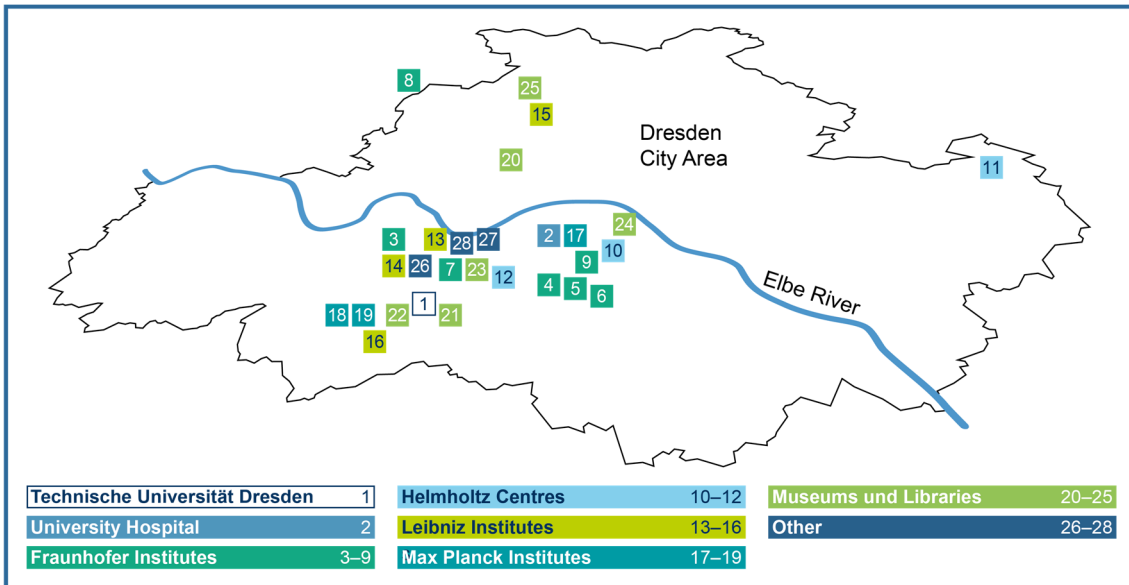 8
25
15
Dresden
City Area
20
11
24
3
13
28
27
2
17
10
14
26
7
23
12
9
4
5
6
1
Elbe River
18
19
22
21
16
Technische Universität Dresden 1
University Hospital 2
Fraunhofer Institutes 3–9
Helmholtz Centres 10–12
Leibniz Institutes 13–16
Max Planck Institutes 17–19
Museums und Libraries 20–25
Other 26–28